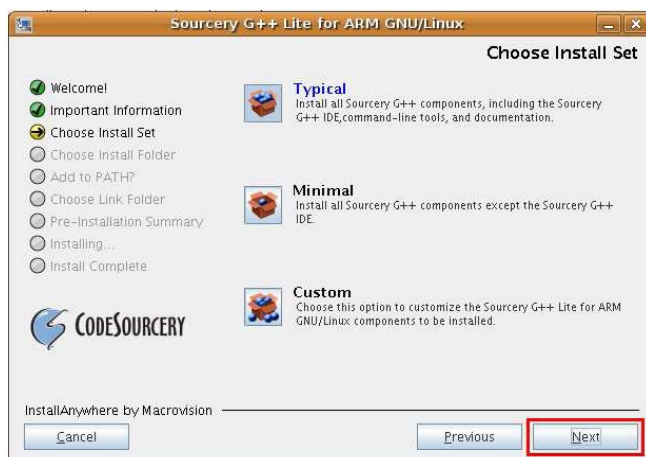 Sourcery G++ Lite for ARM GNU/Linux
Choose Install Set
Welcome!
Important Information
Choose Install Set
Choose Install Folder
Add to PATH?
Choose Link Folder
Pre-Installation Summary
Installing...
Install Complete
CODESOURCERY
Typical
Install all Sourcery G++ components, including the Sourcery
G++ IDE,command-line tools, and documentation.
Minimal
Install all Sourcery G++ components except the Sourcery G++
IDE.
Custom
Choose this option to customize the Sourcery G++ Lite for ARM
GNU/Linux components to be installed.
InstallAnywhere by Macrovision
Cancel
Previous
Next